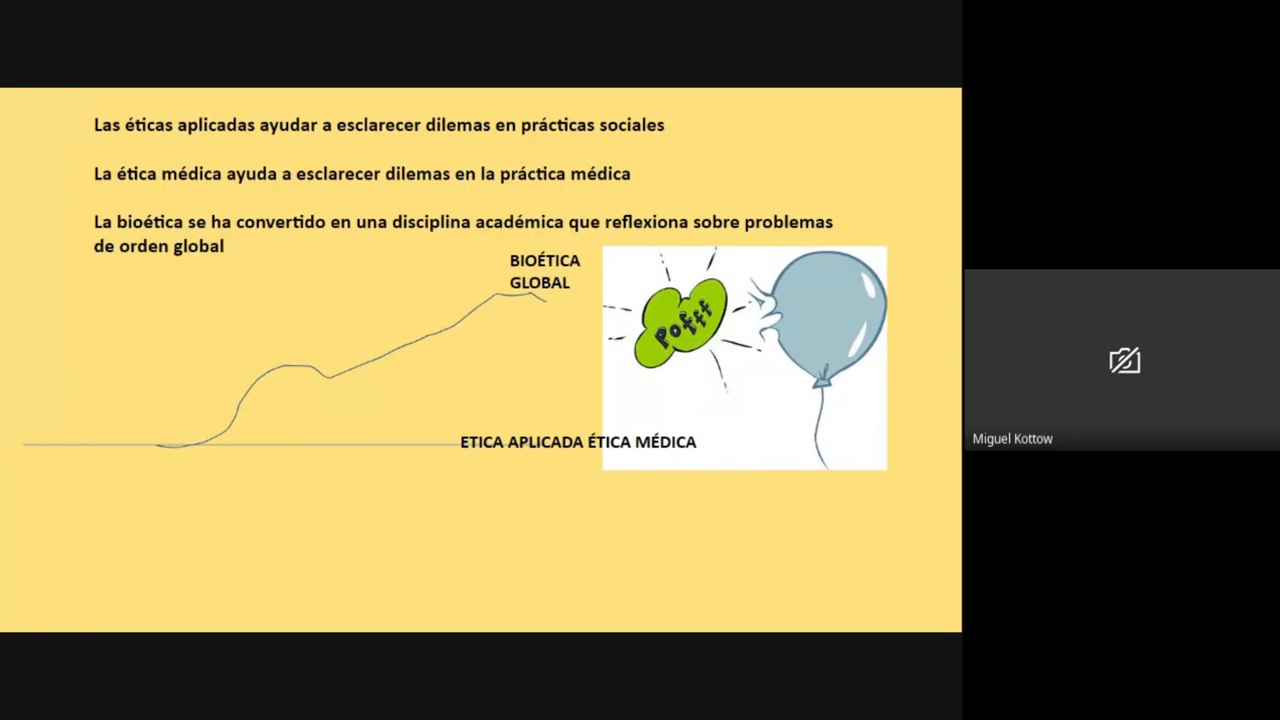 Las éticas aplicadas ayudar a esclarecer dilemas en prácticas sociales
La ética médica ayuda a esclarecer dilemas en la práctica médica
La bioética se ha convertido en una disciplina académica que reflexiona sobre problemas
de orden global
BIOÉTICA
GLOBAL
Pofff
ETICA APLICADA ÉTICA MÉDICA
Miguel Kottow